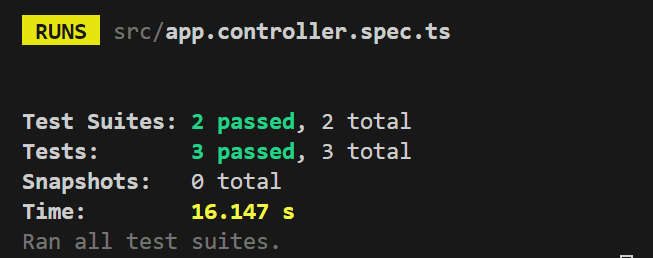 RUNS src/app.controller.spec.ts
Test Suites: 2 passed, 2 total
Tests: 3 passed, 3 total
Snapshots: 0 total
Time: 16.147 s
Ran all test suites.